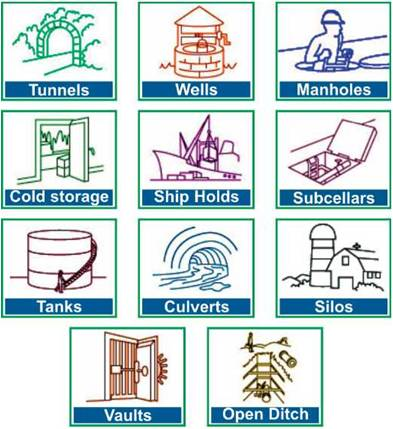 Tunnels
Wells
Manholes
Cold storage
Ship Holds
Subcellars
Tanks
Culverts
Silos
Vaults
Open Ditch